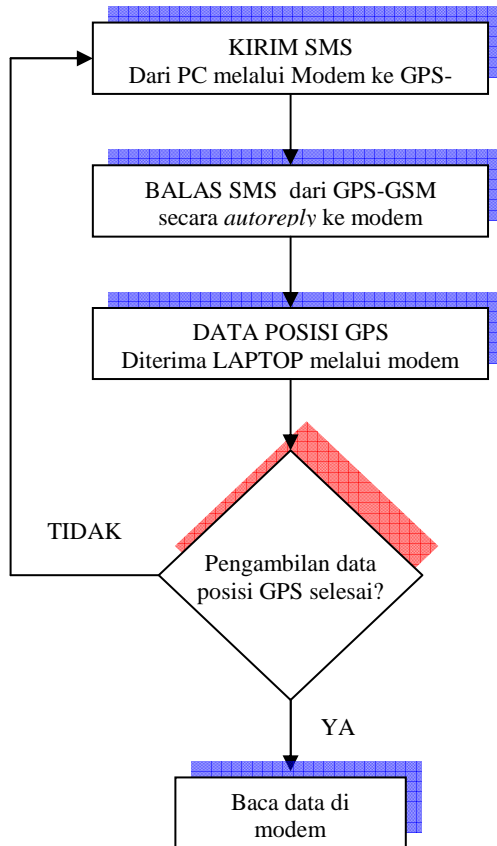 KIRIM SMS
Dari PC melalui Modem ke GPS-
BALAS SMS dari GPS-GSM
secara autoreply ke modem
DATA POSISI GPS
Diterima LAPTOP melalui modem
TIDAK
Pengambilan data
posisi GPS selesai?
YA
Baca data di
modem